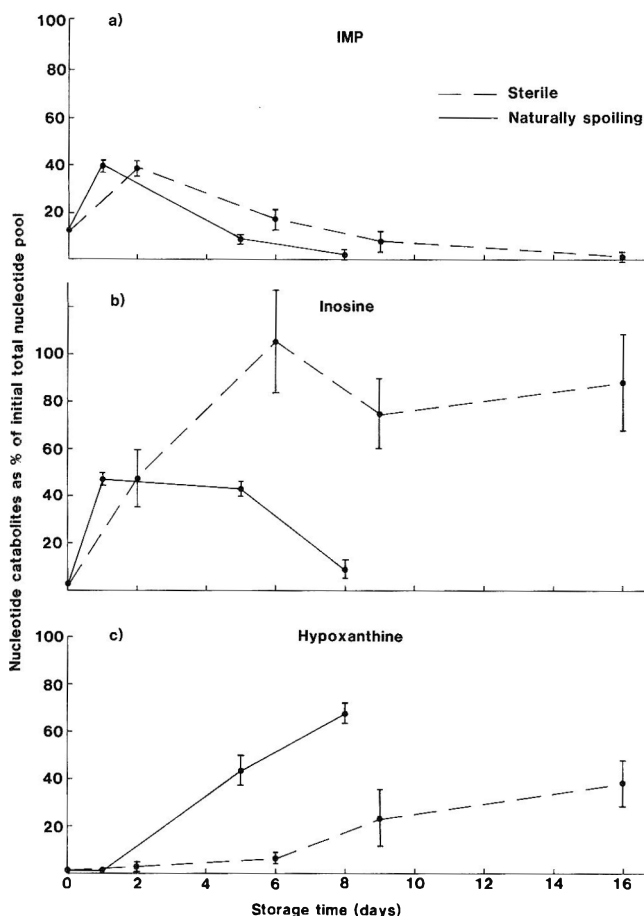 100
a)
IMP
80
Sterile
Naturally spoiling
60
40
20
b)
Inosine
100
80
60
40
20
Nucleotide catabolites as % of initial total nucleotide pool
100
c)
Hypoxanthine
80
60
40
20
0 2 4 6 8 10 12 14 16
Storage time (days)